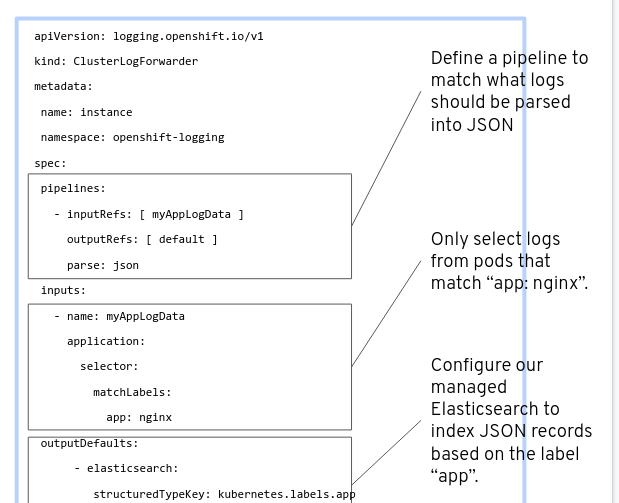 apiVersion: logging.openshift.io/v1
kind: ClusterLogForwarder
metadata:
name: instance
namespace: openshift-logging
spec:
pipelines:
- inputRefs: [ myAppLogData ]
outputRefs: [ default ]
parse: json
inputs:
- name: myAppLogData
application:
selector:
matchLabels:
app: nginx
outputDefaults:
- elasticsearch:
structuredTypeKey: kubernetes.labels.app
Define a pipeline to
match what logs
should be parsed
into JSON
Only select logs
from pods that
match “app: nginx”.
Configure our
managed
Elasticsearch to
index JSON records
based on the label
“app”.